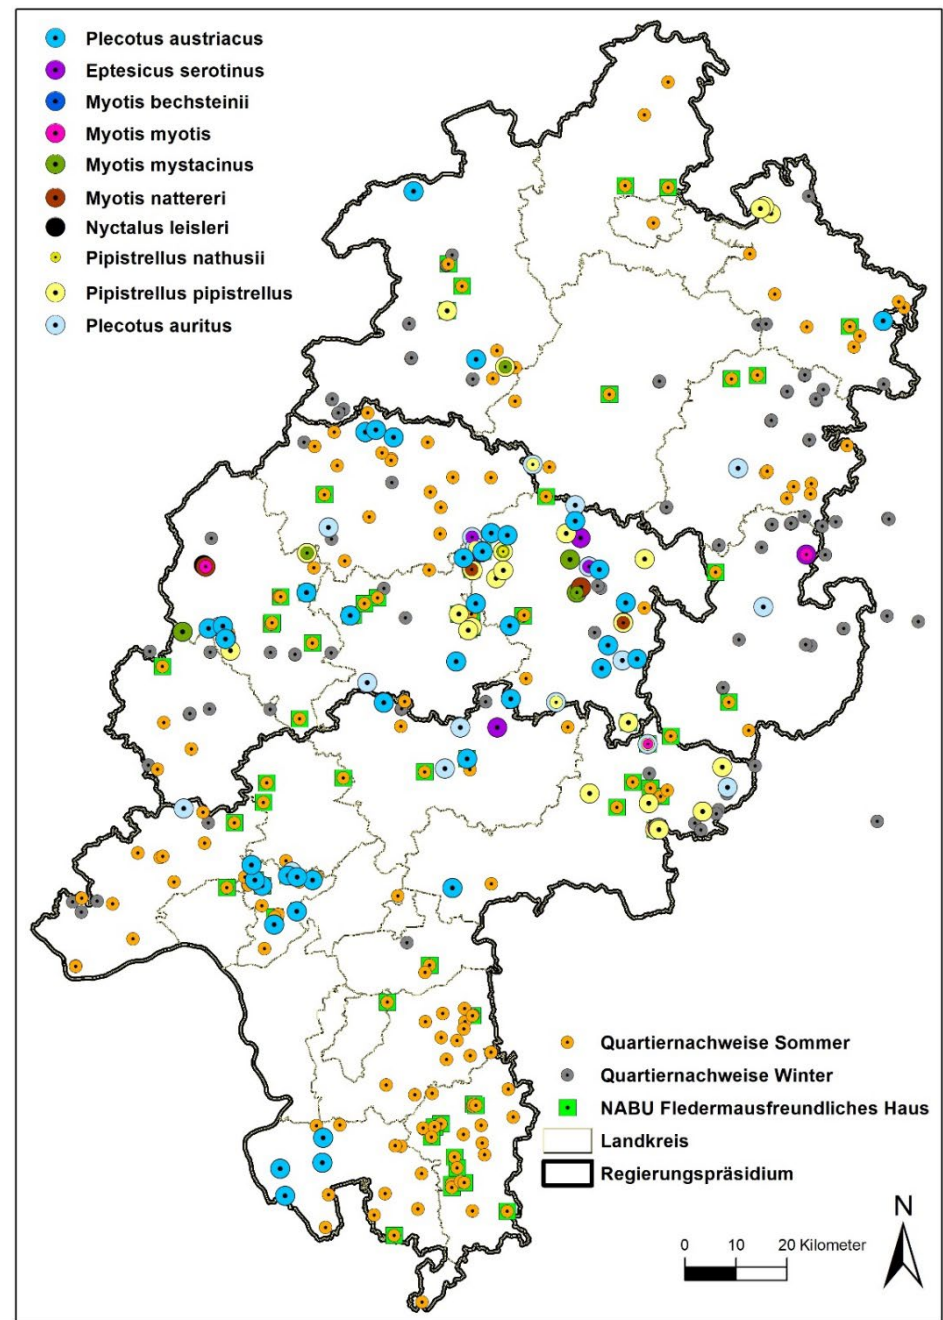 Plecotus austriacus
Eptesicus serotinus
Myotis bechsteinii
Myotis myotis
Myotis mystacinus
Myotis nattereri
Nyctalus leisleri
Pipistrellus nathusii
Pipistrellus pipistrellus
Plecotus auritus
Quartiernachweise Sommer
Quartiernachweise Winter
NABU Fledermausfreundliches Haus
Landkreis
Regierungspräsidium
N
0 10 20 Kilometer